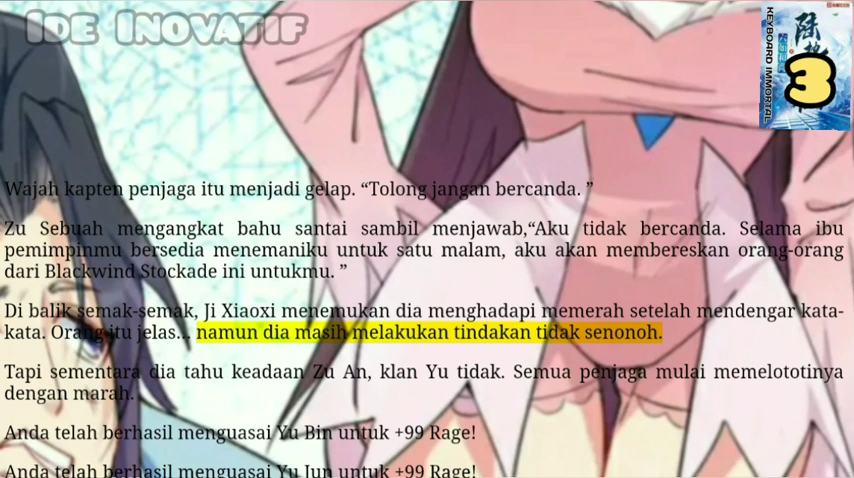 Ide Inovatif
KEYBOARD IMMORTAL
3
Wajah kapten penjaga itu menjadi gelap. “Tolong jangan bercanda. ”
Zu Sebuah mengangkat bahu santai sambil menjawab,“Aku tidak bercanda. Selama ibu
pemimpinmu bersedia menemaniku untuk satu malam, aku akan membereskan orang-orang
dari Blackwind Stockade ini untukmu. ”
Di balik semak-semak, Ji Xiaoxi menemukan dia menghadapi memerah setelah mendengar kata-
kata. Orang itu jelas... namun dia masih melakukan tindakan tidak senonoh.
Tapi sementara dia tahu keadaan Zu An, klan Yu tidak. Semua penjaga mulai memelototinya
dengan marah.
Anda telah berhasil menguasai Yu Bin untuk +99 Rage!
Anda telah berhasil menguasai Yu Jun untuk +99 Rage!